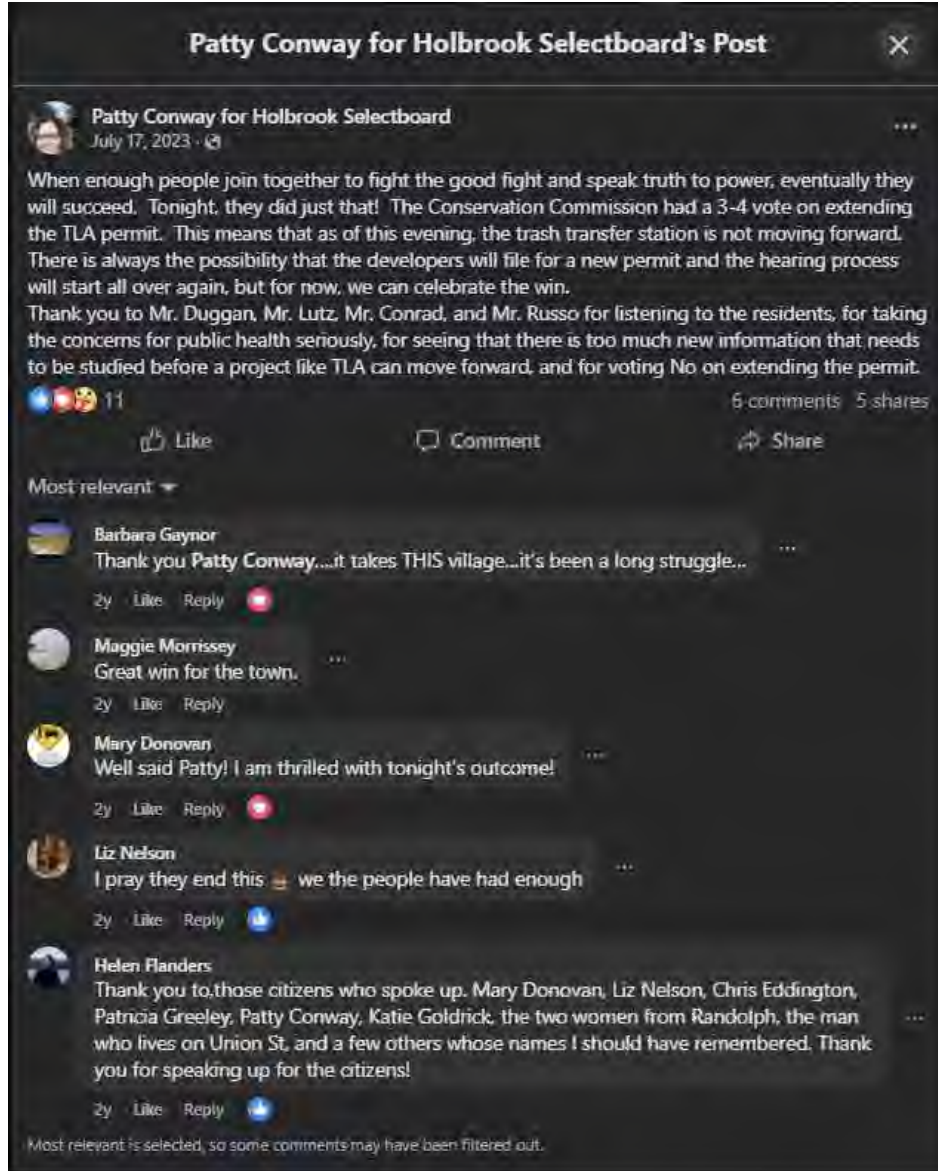 Patty Conway for Holbrook Selectboard's Post
Patty Conway for Holbrook Selectboard
July 17, 2023 ·
When enough people join together to fight the good fight and speak truth to power, eventually they
will succeed. Tonight, they did just that! The Conservation Commission had a 3-4 vote on extending
the TLA permit. This means that as of this evening, the trash transfer station is not moving forward.
There is always the possibility that the developers will file for a new permit and the hearing process
will start all over again, but for now, we can celebrate the win.
Thank you to Mr. Duggan, Mr. Lutz, Mr. Conrad, and Mr. Russo for listening to the residents, for taking
the concerns for public health seriously, for seeing that there is too much new information that needs
to be studied before a project like TLA can move forward, and for voting No on extending the permit.
11
6 comments 5 shares
Like Comment Share
Most relevant
Barbara Gaynor
Thank you Patty Conway....it takes THIS village...it's been a long struggle...
2y Like Reply
Maggie Morrissey
Great win for the town.
2y Like Reply
Mary Donovan
Well said Patty! I am thrilled with tonight's outcome!
2y Like Reply
Liz Nelson
I pray they end this we the people have had enough
2y Like Reply
Helen Flanders
Thank you to,those citizens who spoke up. Mary Donovan, Liz Nelson, Chris Eddington,
Patricia Greeley, Patty Conway, Katie Goldrick, the two women from Randolph, the man
who lives on Union St, and a few others whose names I should have remembered. Thank
you for speaking up for the citizens!
2y Like Reply
Most relevant is selected, so some comments may have been filtered out.